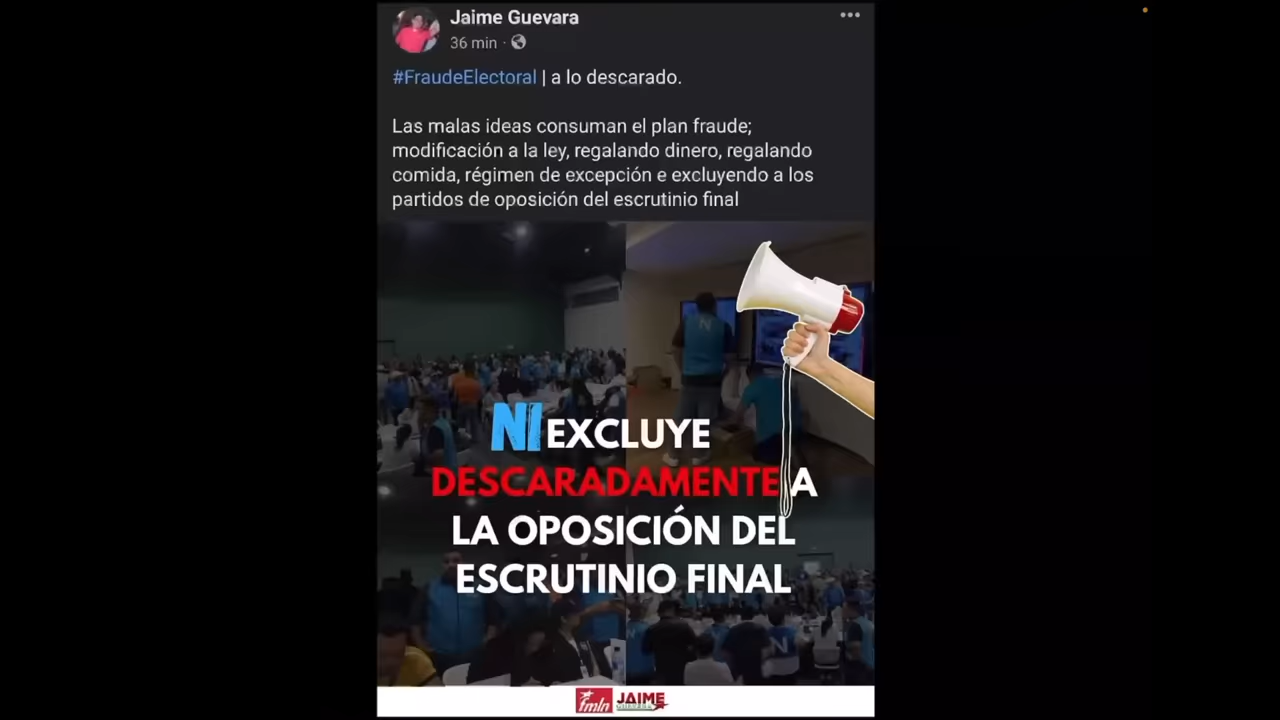 Jaime Guevara
36 min ·
#FraudeElectoral | a lo descarado.
Las malas ideas consuman el plan fraude;
modificación a la ley, regalando dinero, regalando
comida, régimen de excepción e excluyendo a los
partidos de oposición del escrutinio final
N
NI EXCLUYE
DESCARADAMENTE A
LA OPOSICIÓN DEL
ESCRUTINIO FINAL
N
fmln JAIME
GUEVARA